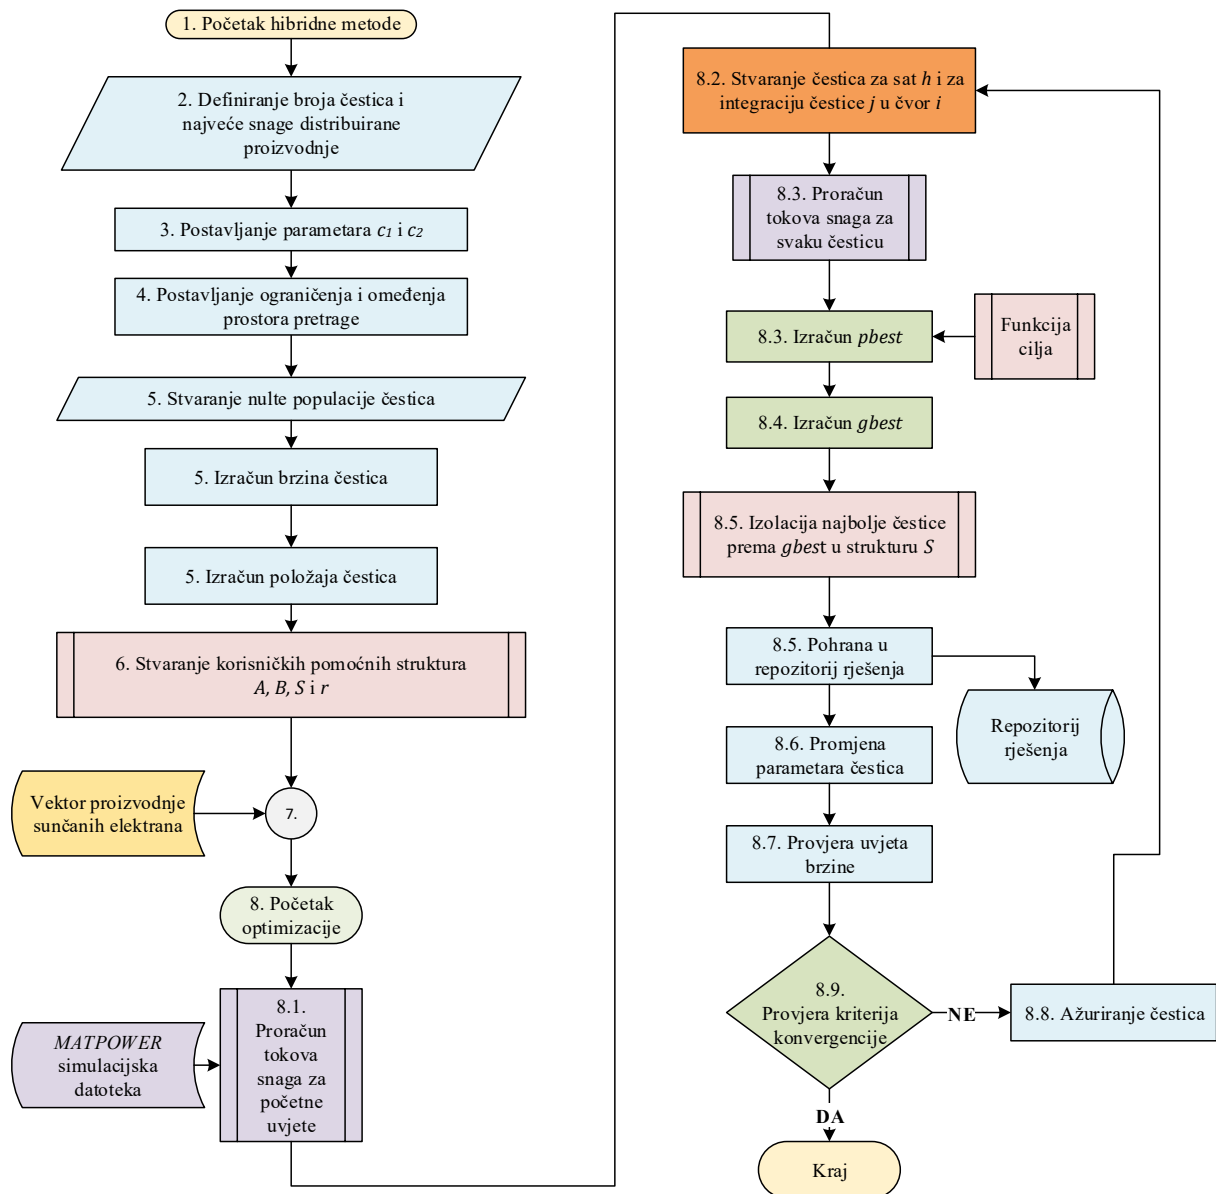 1. Početak hibridne metode
2. Definiranje broja čestica i
najveće snage distribuirane
proizvodnje
3. Postavljanje parametara c₁ i c₂
4. Postavljanje ograničenja i omeđenja
prostora pretrage
5. Stvaranje nulte populacije čestica
5. Izračun brzina čestica
5. Izračun položaja čestica
6. Stvaranje korisničkih pomoćnih struktura
A, B, S i r
Vektor proizvodnje
sunčanih elektrana
7.
8. Početak
optimizacije
MATPOWER
simulacijska
datoteka
8.1.
Proračun
tokova
snaga za
početne
uvjete
8.2. Stvaranje čestica za sat h i za
integraciju čestice j u čvor i
8.3. Proračun
tokova snaga za
svaku česticu
8.3. Izračun pbest
Funkcija
cilja
8.4. Izračun gbest
8.5. Izolacija najbolje čestice
prema gbest u strukturu S
8.5. Pohrana u
repozitorij rješenja
Repozitorij
rješenja
8.6. Promjena
parametara čestica
8.7. Provjera uvjeta
brzine
8.9.
Provjera kriterija
konvergencije
NE
8.8. Ažuriranje čestica
DA
Kraj